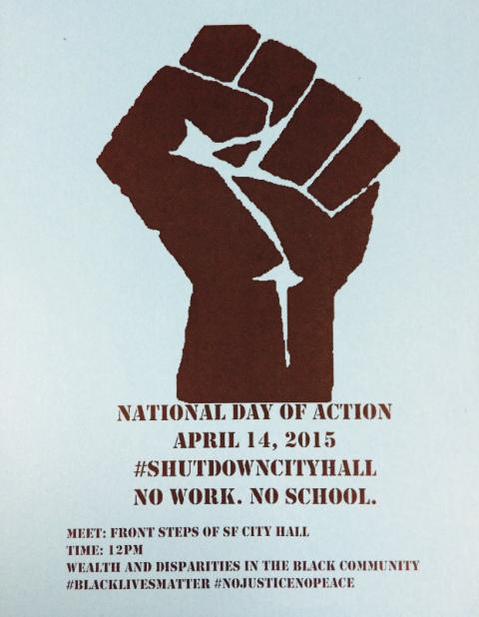 NATIONAL DAY OF ACTION
APRIL 14, 2015
#SHUTDOWNCITYHALL
NO WORK. NO SCHOOL.
MEET: FRONT STEPS OF SF CITY HALL
TIME: 12PM
WEALTH AND DISPARITIES IN THE BLACK COMMUNITY
#BLACKLIVESMATTER #NOJUSTICENOPEACE